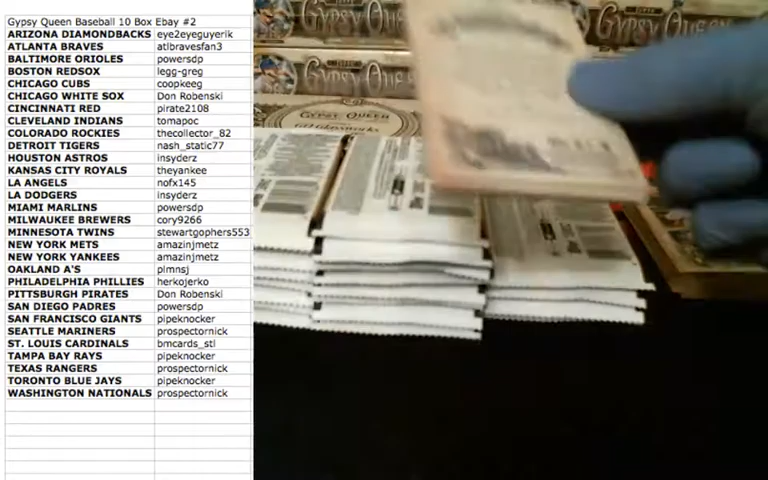 Gypsy Queen Baseball 10 Box Ebay #2
ARIZONA DIAMONDBACKS eye2eyeguyerik
ATLANTA BRAVES atlbravesfan3
BALTIMORE ORIOLES powersdp
BOSTON REDSOX legg-greg
CHICAGO CUBS coopkeeg
CHICAGO WHITE SOX Don Robenski
CINCINNATI RED pirate2108
CLEVELAND INDIANS tomapoc
COLORADO ROCKIES thecollector_82
DETROIT TIGERS nash_static77
HOUSTON ASTROS insyderz
KANSAS CITY ROYALS theyankee
LA ANGELS nofx145
LA DODGERS insyderz
MIAMI MARLINS powersdp
MILWAUKEE BREWERS cory9266
MINNESOTA TWINS stewartgophers553
NEW YORK METS amazinjmetz
NEW YORK YANKEES amazinjmetz
OAKLAND A'S plmnsj
PHILADELPHIA PHILLIES herkojerko
PITTSBURGH PIRATES Don Robenski
SAN DIEGO PADRES powersdp
SAN FRANCISCO GIANTS pipeknocker
SEATTLE MARINERS prospectornick
ST. LOUIS CARDINALS bmcards_stl
TAMPA BAY RAYS pipeknocker
TEXAS RANGERS prospectornick
TORONTO BLUE JAYS pipeknocker
WASHINGTON NATIONALS prospectornick
GYPSY QUEEN
GYPSY QUEEN
GYPSY QUEEN